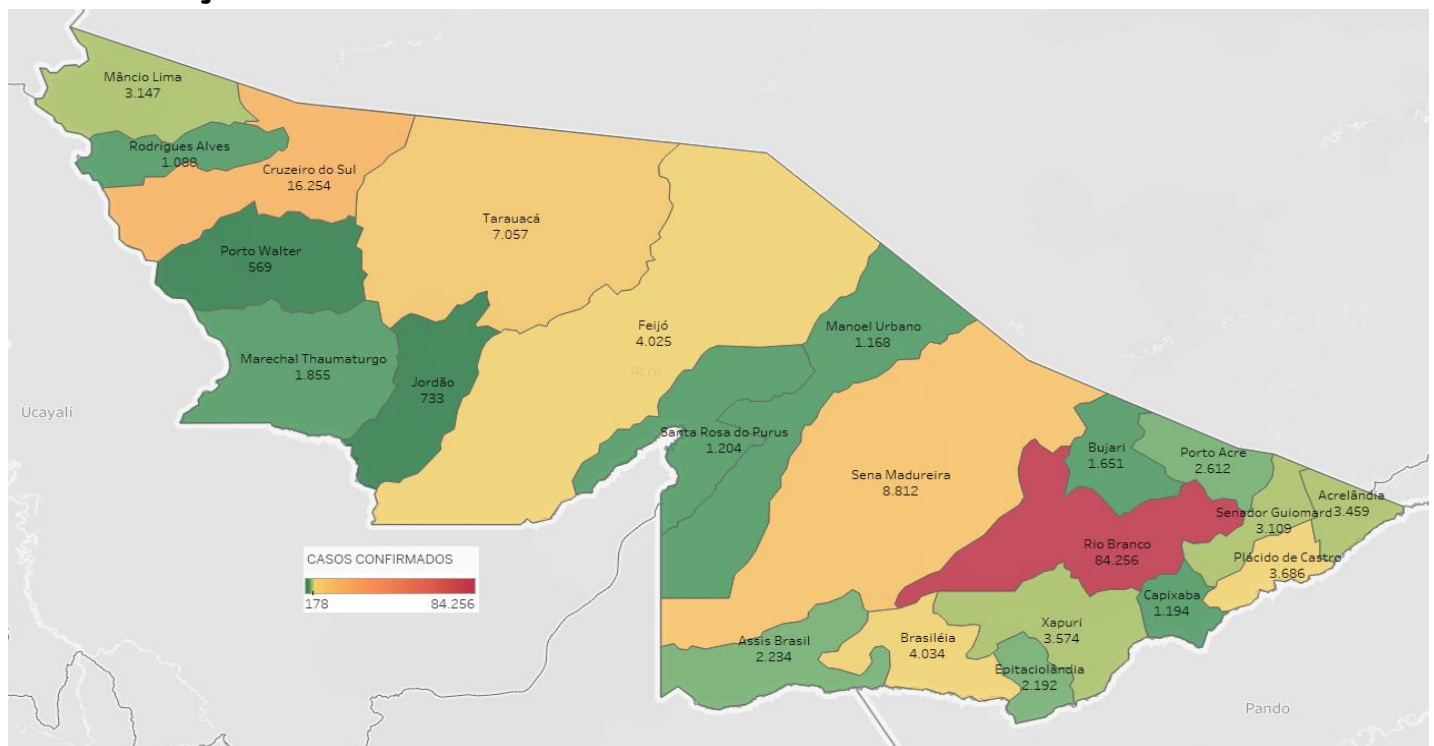 Mâncio Lima
3.147
Rodrigues Alves
1.088
Cruzeiro do Sul
16.254
Tarauacá
7.057
Porto Walter
569
Feijó
4.025
Manoel Urbano
1.168
Marechal Thaumaturgo
1.855
Jordão
733
Acre
Ucayali
Santa Rosa do Purus
1.204
Sena Madureira
8.812
Bujari
1.651
Porto Acre
2.612
Acrelândia
3.459
Senador Guiomard
3.109
Rio Branco
84.256
Plácido de Castro
3.686
CASOS CONFIRMADOS
178 84.256
Capixaba
1.194
Xapuri
3.574
Assis Brasil
2.234
Brasiléia
4.034
Epitaciolândia
2.192
Pando